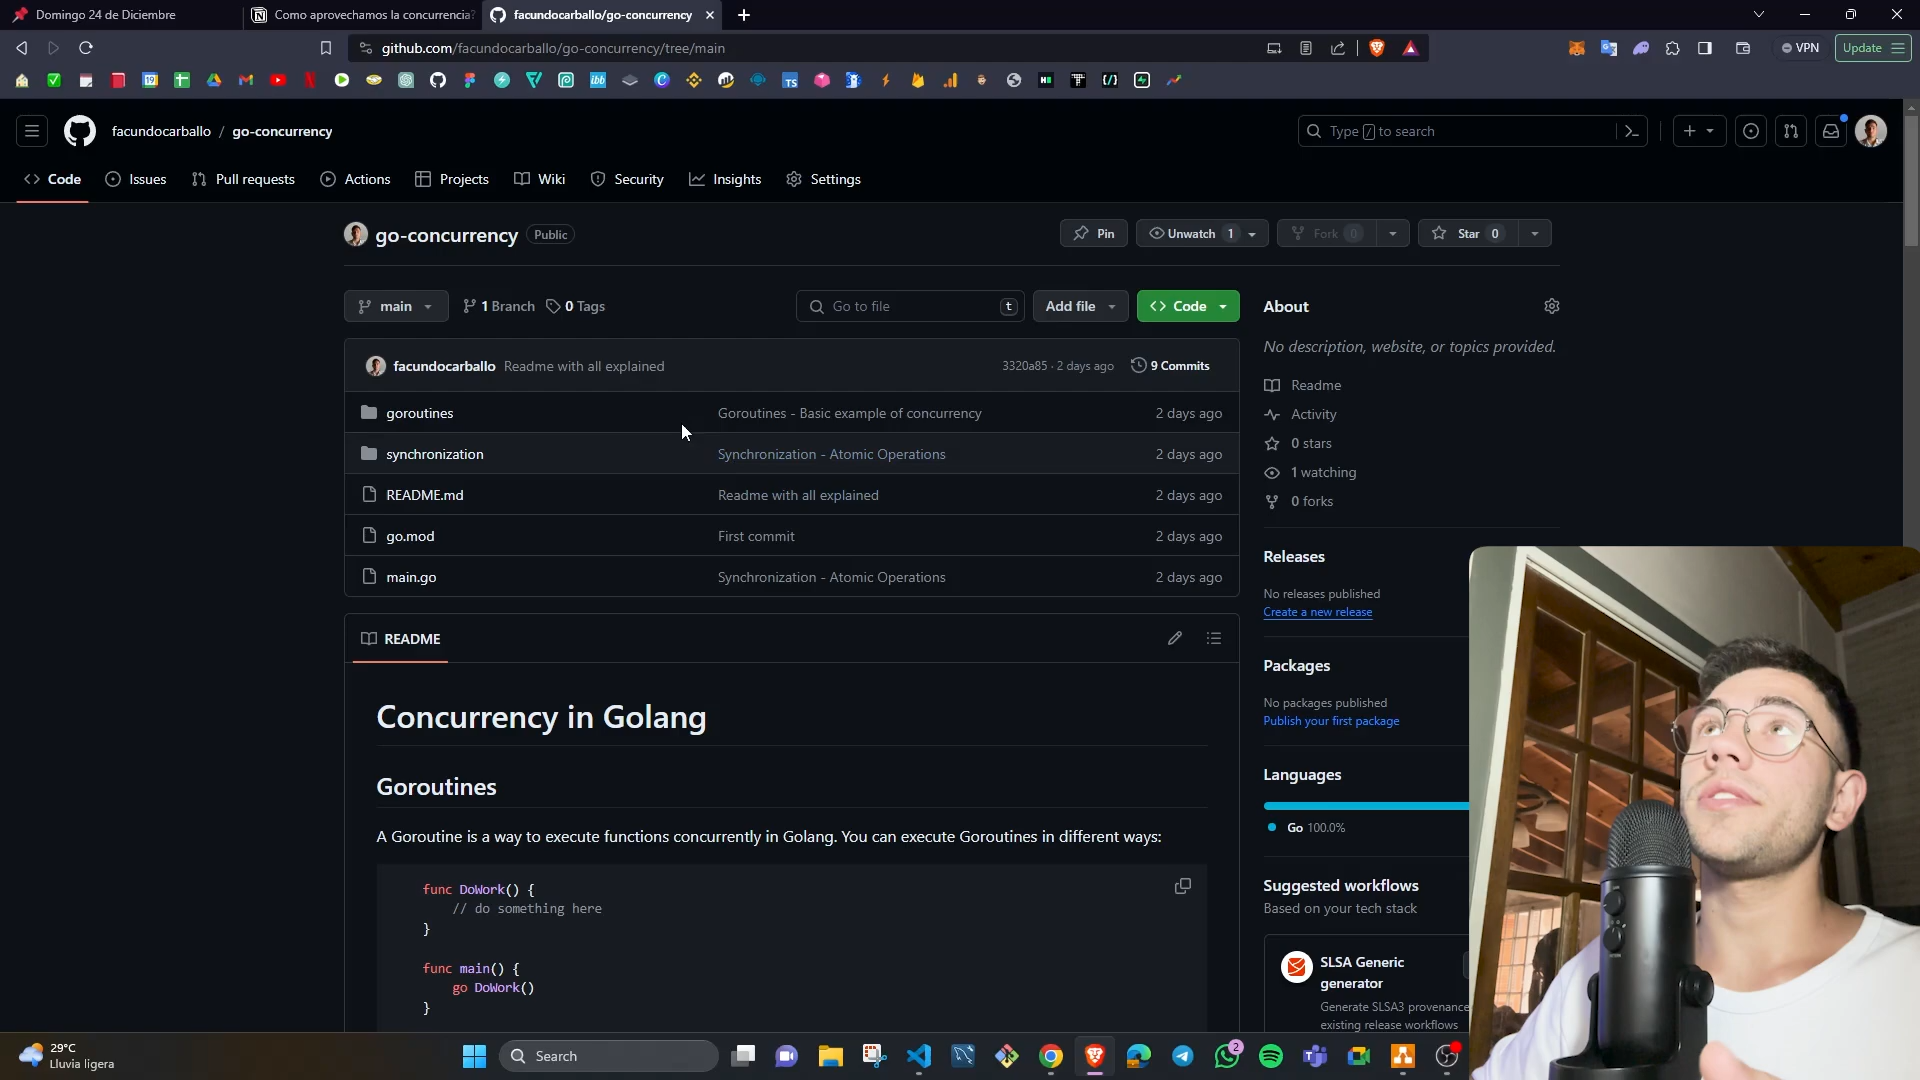 Domingo 24 de Diciembre
Como aprovechamos la concurrencia?
facundocarballo/go-concurrency
github.com/facundocarballo/go-concurrency/tree/main
VPN
Update
facundocarballo / go-concurrency
Type / to search
Code
Issues
Pull requests
Actions
Projects
Wiki
Security
Insights
Settings
go-concurrency
Public
Pin
Unwatch 1
Fork 0
Star 0
main
1 Branch
0 Tags
Go to file
t
Add file
Code
facundocarballo Readme with all explained
3320a85 · 2 days ago
9 Commits
goroutines Goroutines - Basic example of concurrency 2 days ago
synchronization Synchronization - Atomic Operations 2 days ago
README.md Readme with all explained 2 days ago
go.mod First commit 2 days ago
main.go Synchronization - Atomic Operations 2 days ago
README
Concurrency in Golang
Goroutines
A Goroutine is a way to execute functions concurrently in Golang. You can execute Goroutines in different ways:
func DoWork() {
// do something here
}
func main() {
go DoWork()
}
About
No description, website, or topics provided.
Readme
Activity
0 stars
1 watching
0 forks
Releases
No releases published
Create a new release
Packages
No packages published
Publish your first package
Languages
Go 100.0%
Suggested workflows
Based on your tech stack
SLSA Generic
generator
Generate SLSA3 provenance
existing release workflows
29°C
Lluvia ligera
Search
2